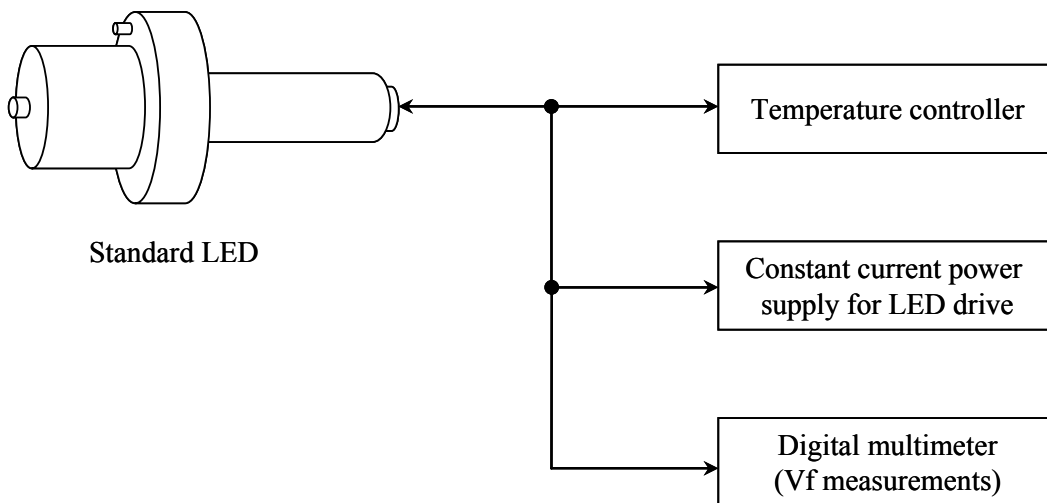 Temperature controller
Standard LED
Constant current power
supply for LED drive
Digital multimeter
(Vf measurements)